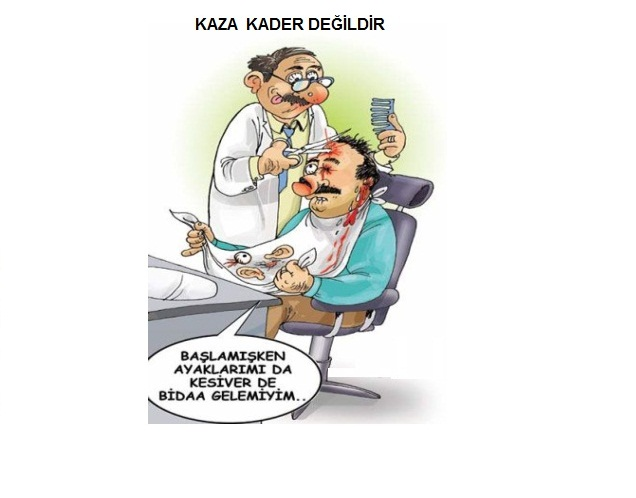 KAZA KADER DEĞİLDİR
BAŞLAMIŞKEN
AYAKLARIMI DA
KESİVER DE
BİDAA GELEMİYİM..